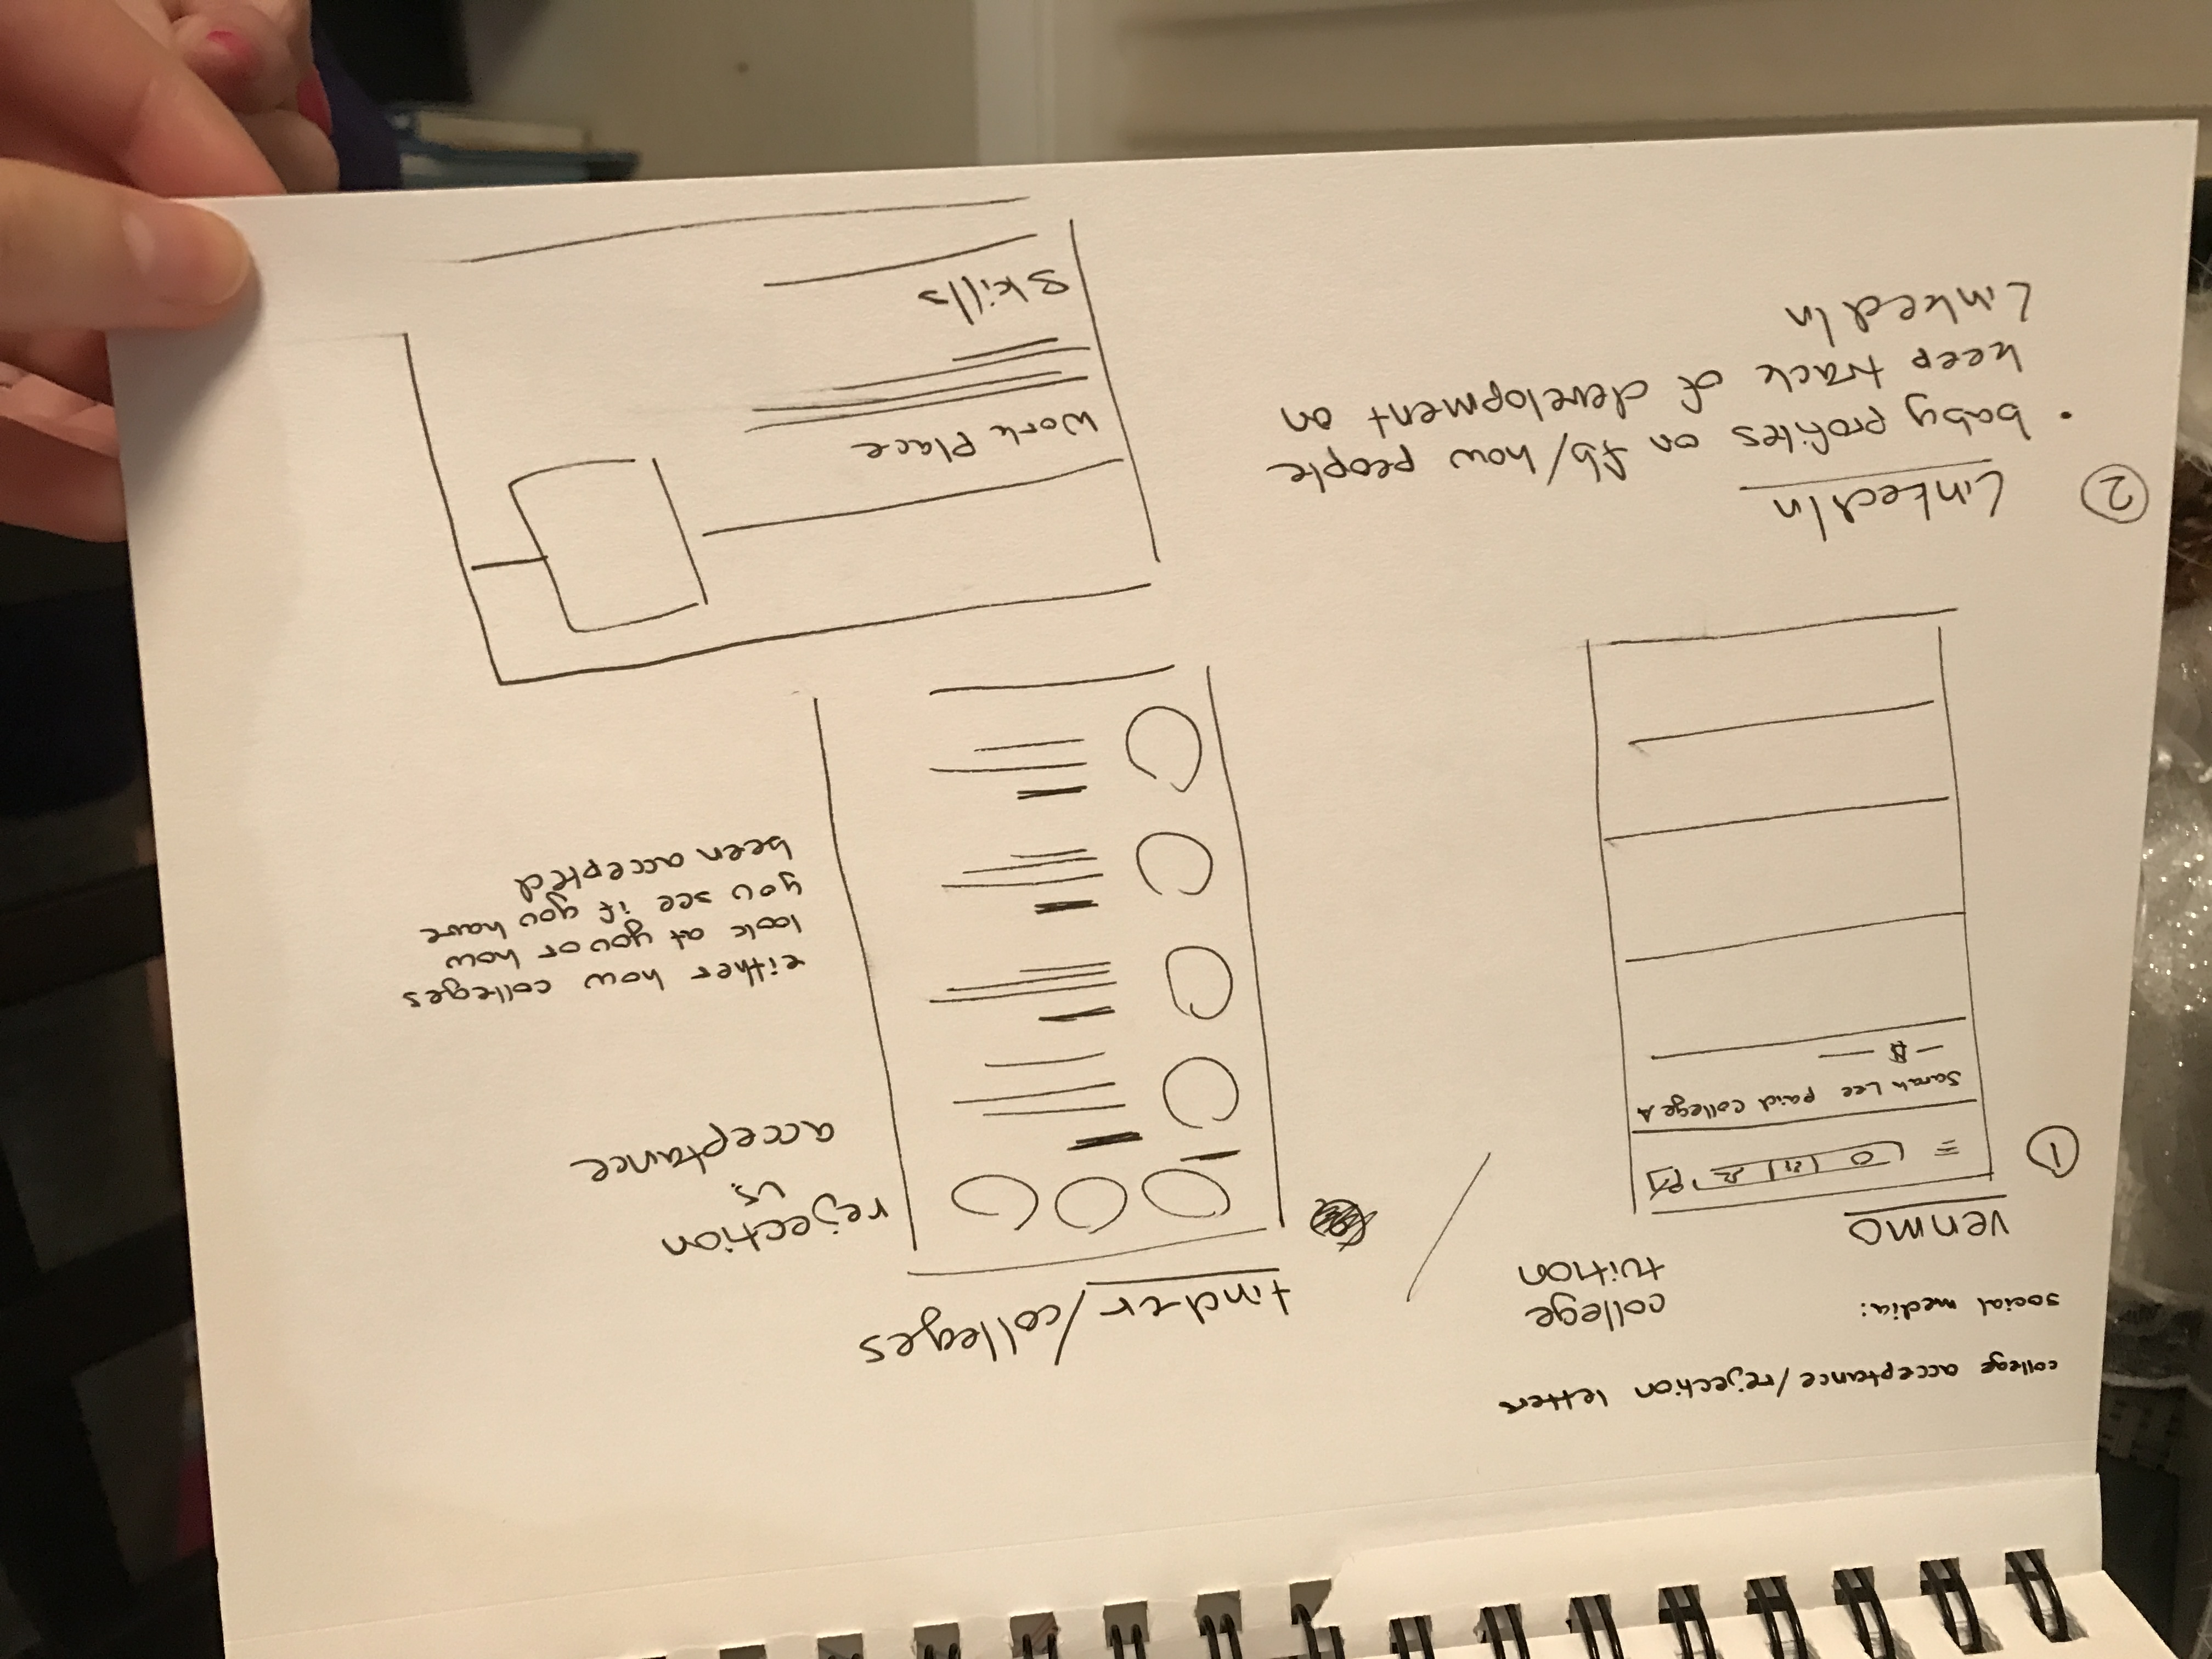 college acceptance/rejection letters
social media:
college
tuition
①
venmo
Sarah Lee paid college A
— $ —
tinder/colleges
rejection
vs
acceptance
either how colleges
look at you or how
you see if you have
been accepted
②
LinkedIn
• baby profiles on fb/how people
keep track of development on
LinkedIn
Work Place
Skills